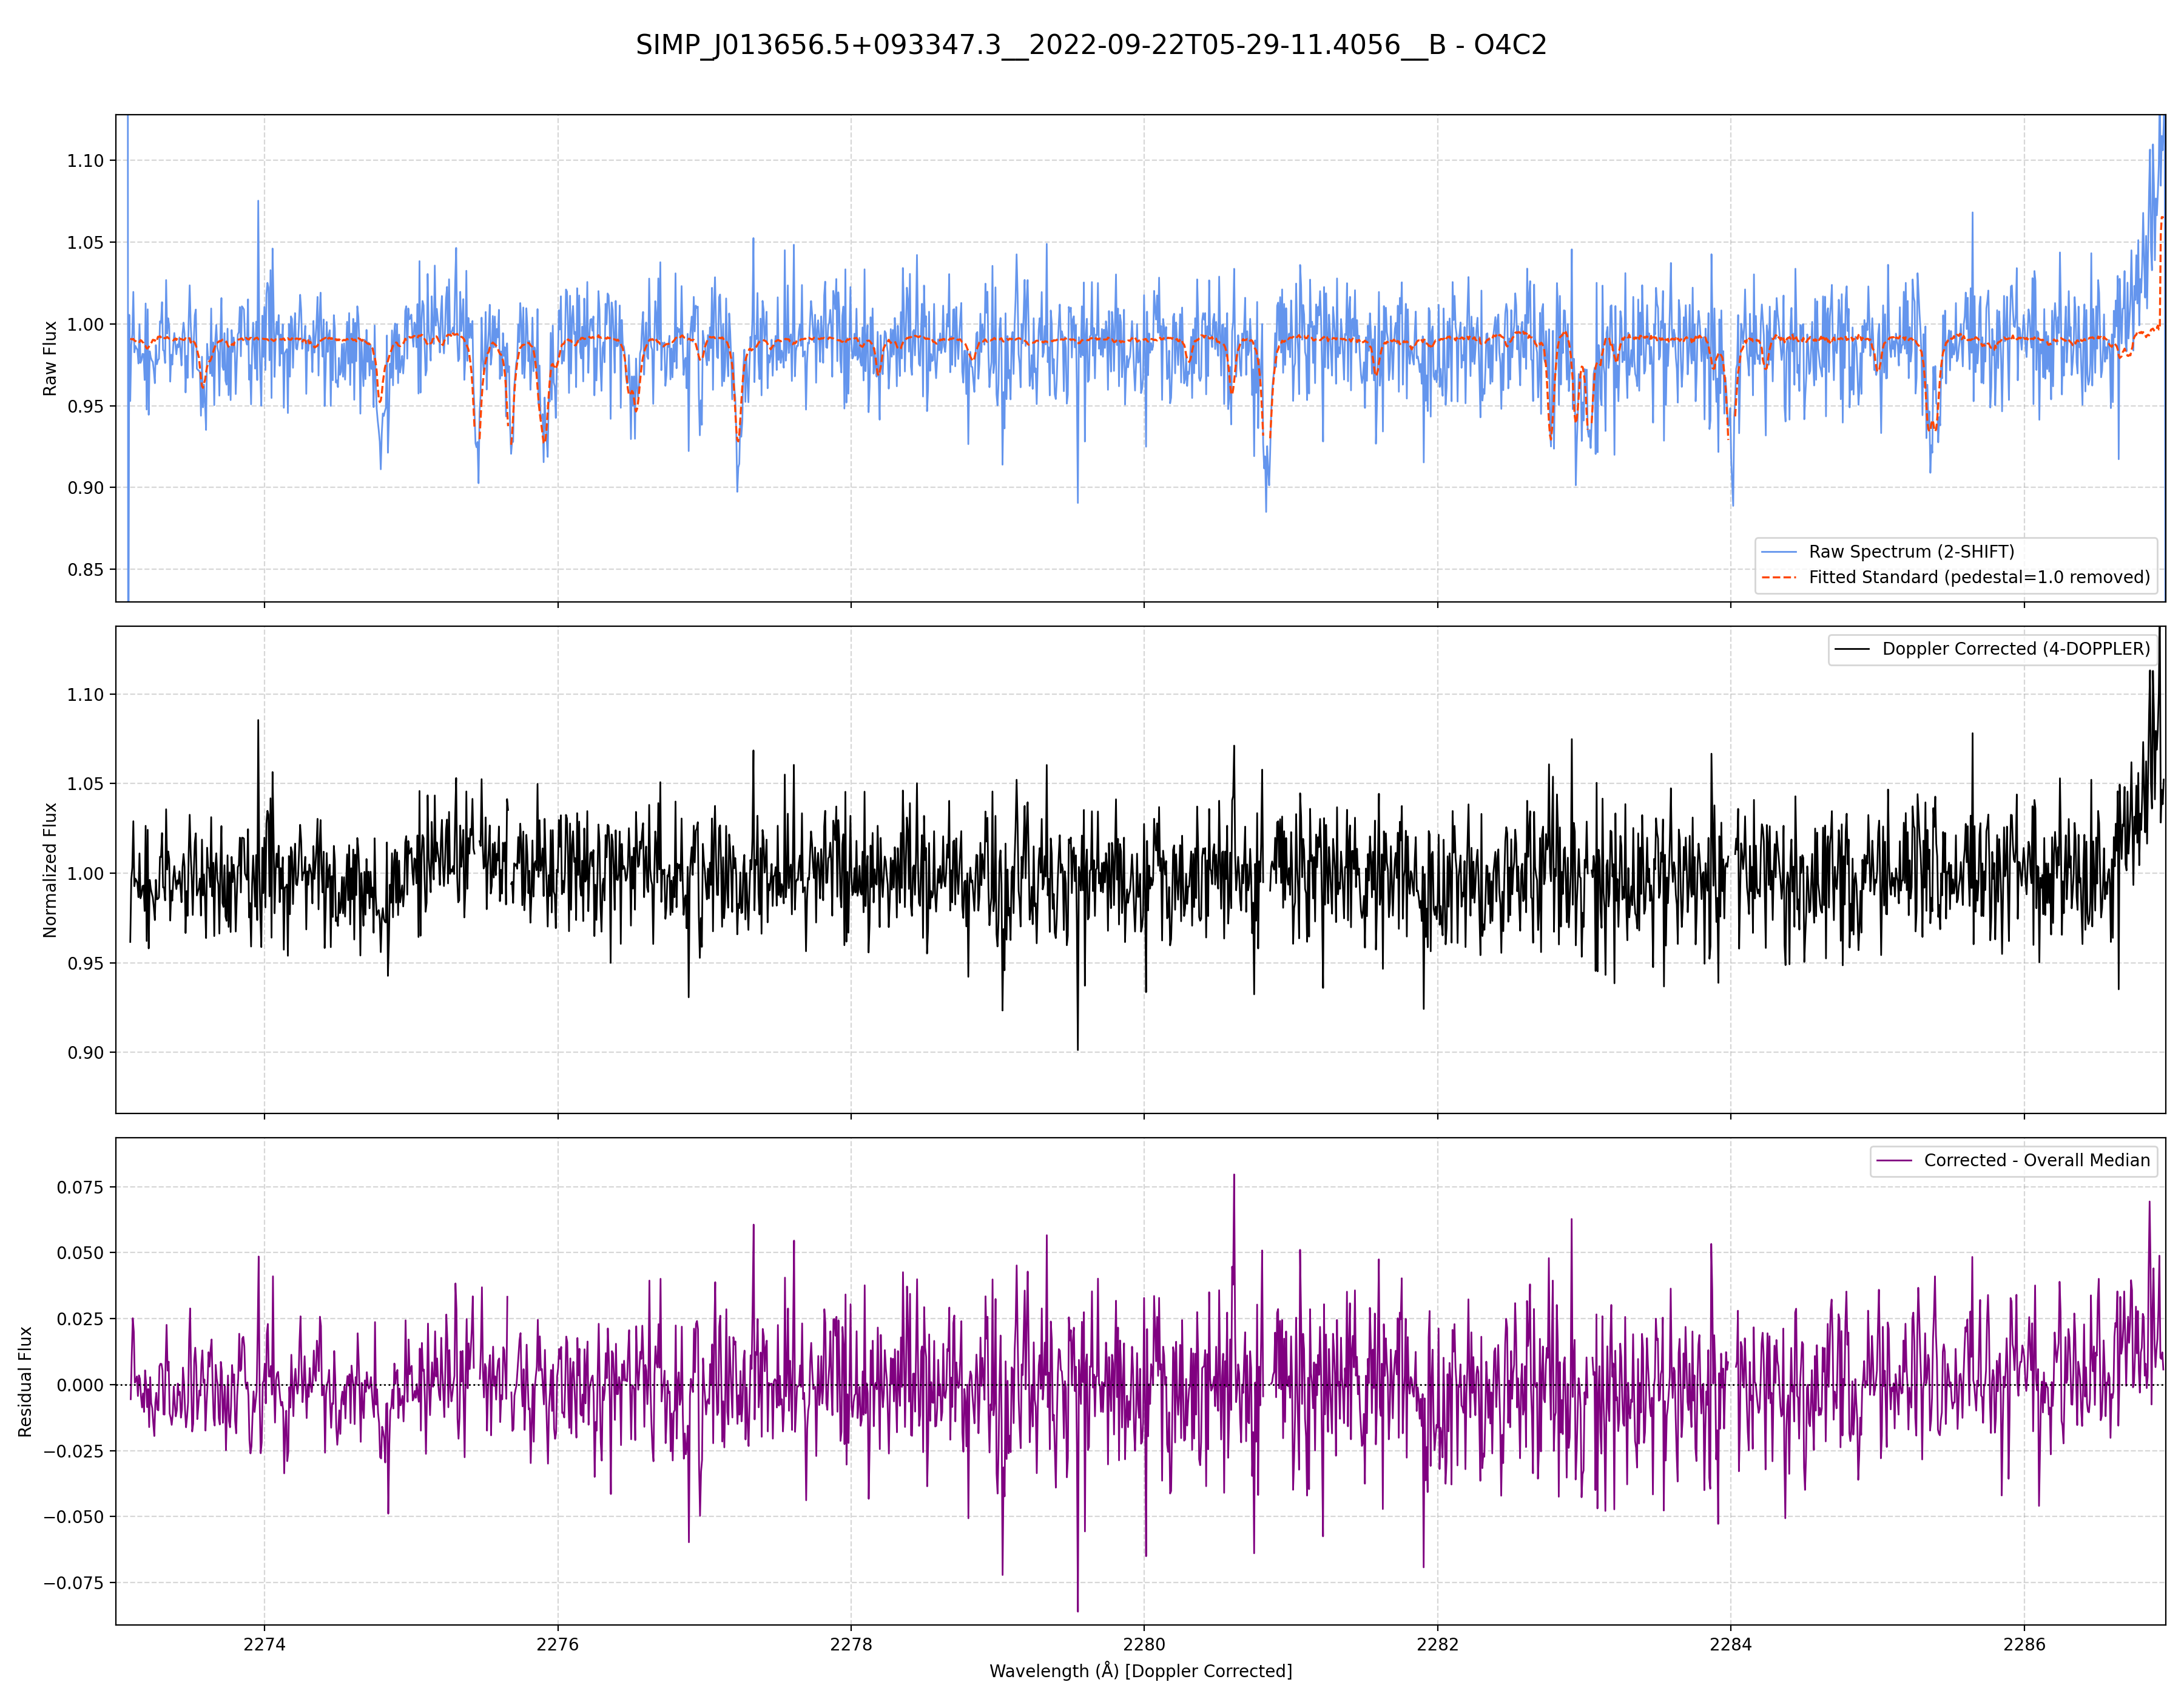 SIMP_J013656.5+093347.3__2022-09-22T05-29-11.4056__B - O4C2
Raw Flux
1.10
1.05
1.00
0.95
0.90
0.85
Raw Spectrum (2-SHIFT)
Fitted Standard (pedestal=1.0 removed)
Normalized Flux
1.10
1.05
1.00
0.95
0.90
Doppler Corrected (4-DOPPLER)
Residual Flux
0.075
0.050
0.025
0.000
−0.025
−0.050
−0.075
Corrected - Overall Median
2274 2276 2278 2280 2282 2284 2286
Wavelength (Å) [Doppler Corrected]